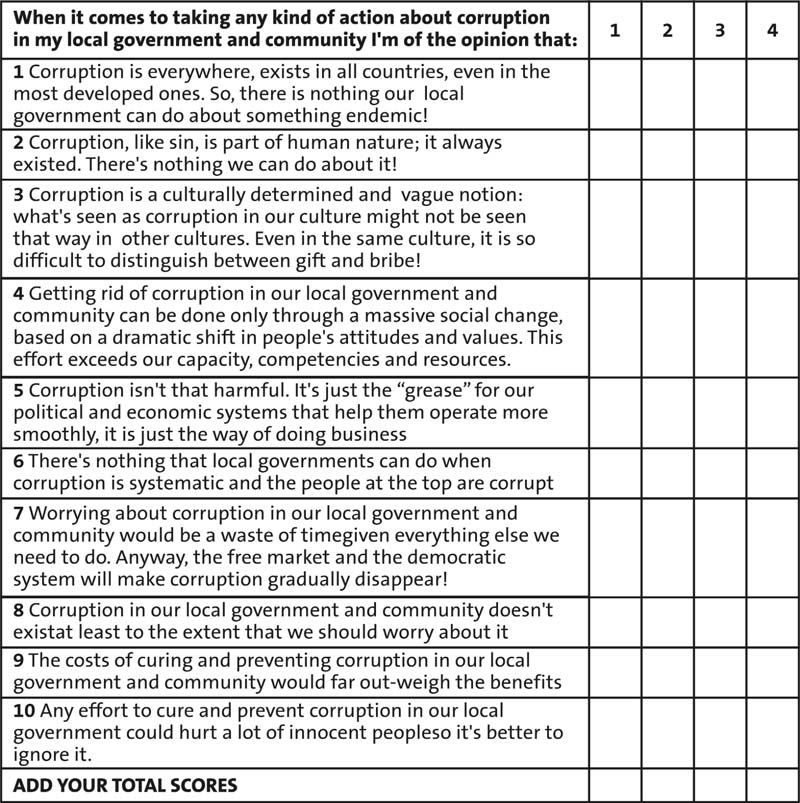 When it comes to taking any kind of action about corruption 1 2 3 4
in my local government and community I'm of the opinion that:
1 Corruption is everywhere, exists in all countries, even in the
most developed ones. So, there is nothing our local
government can do about something endemic!
2 Corruption, like sin, is part of human nature; it always
existed. There's nothing we can do about it!
3 Corruption is a culturally determined and vague notion:
what's seen as corruption in our culture might not be seen
that way in other cultures. Even in the same culture, it is so
difficult to distinguish between gift and bribe!
4 Getting rid of corruption in our local government and
community can be done only through a massive social change,
based on a dramatic shift in people's attitudes and values. This
effort exceeds our capacity, competencies and resources.
5 Corruption isn't that harmful. It's just the “grease” for our
political and economic systems that help them operate more
smoothly, it is just the way of doing business
6 There's nothing that local governments can do when
corruption is systematic and the people at the top are corrupt
7 Worrying about corruption in our local government and
community would be a waste of timegiven everything else we
need to do. Anyway, the free market and the democratic
system will make corruption gradually disappear!
8 Corruption in our local government and community doesn't
existat least to the extent that we should worry about it
9 The costs of curing and preventing corruption in our local
government and community would far out-weigh the benefits
10 Any effort to cure and prevent corruption in our local
government could hurt a lot of innocent peopleso it's better to
ignore it.
ADD YOUR TOTAL SCORES